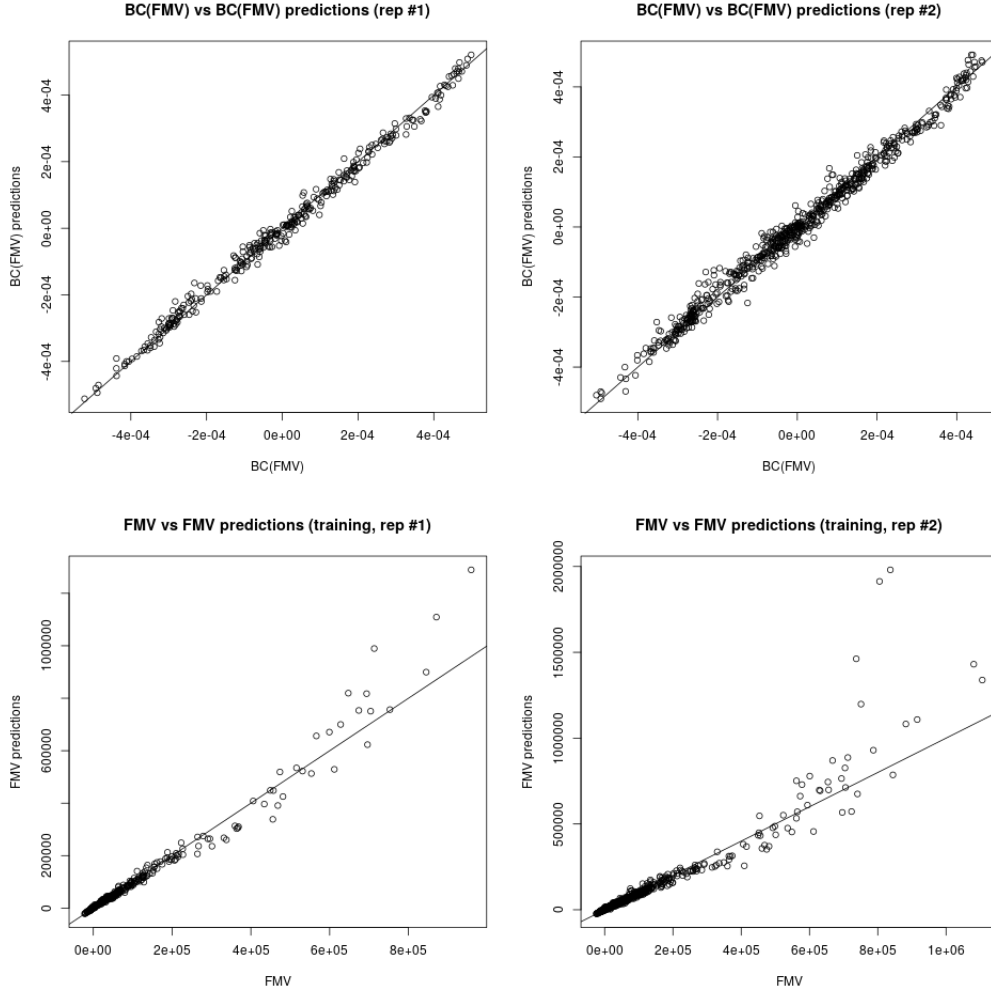 BC(FMV) vs BC(FMV) predictions (rep #1)
BC(FMV) predictions
-4e-04
-2e-04
0e+00
2e-04
4e-04
-4e-04
-2e-04
0e+00
2e-04
4e-04
BC(FMV)
BC(FMV) vs BC(FMV) predictions (rep #2)
BC(FMV) predictions
-4e-04
-2e-04
0e+00
2e-04
4e-04
-4e-04
-2e-04
0e+00
2e-04
4e-04
BC(FMV)
FMV vs FMV predictions (training, rep #1)
FMV predictions
0
200000
600000
1000000
0e+00
2e+05
4e+05
6e+05
8e+05
FMV
FMV vs FMV predictions (training, rep #2)
FMV predictions
0
500000
1000000
1500000
2000000
0e+00
2e+05
4e+05
6e+05
8e+05
1e+06
FMV